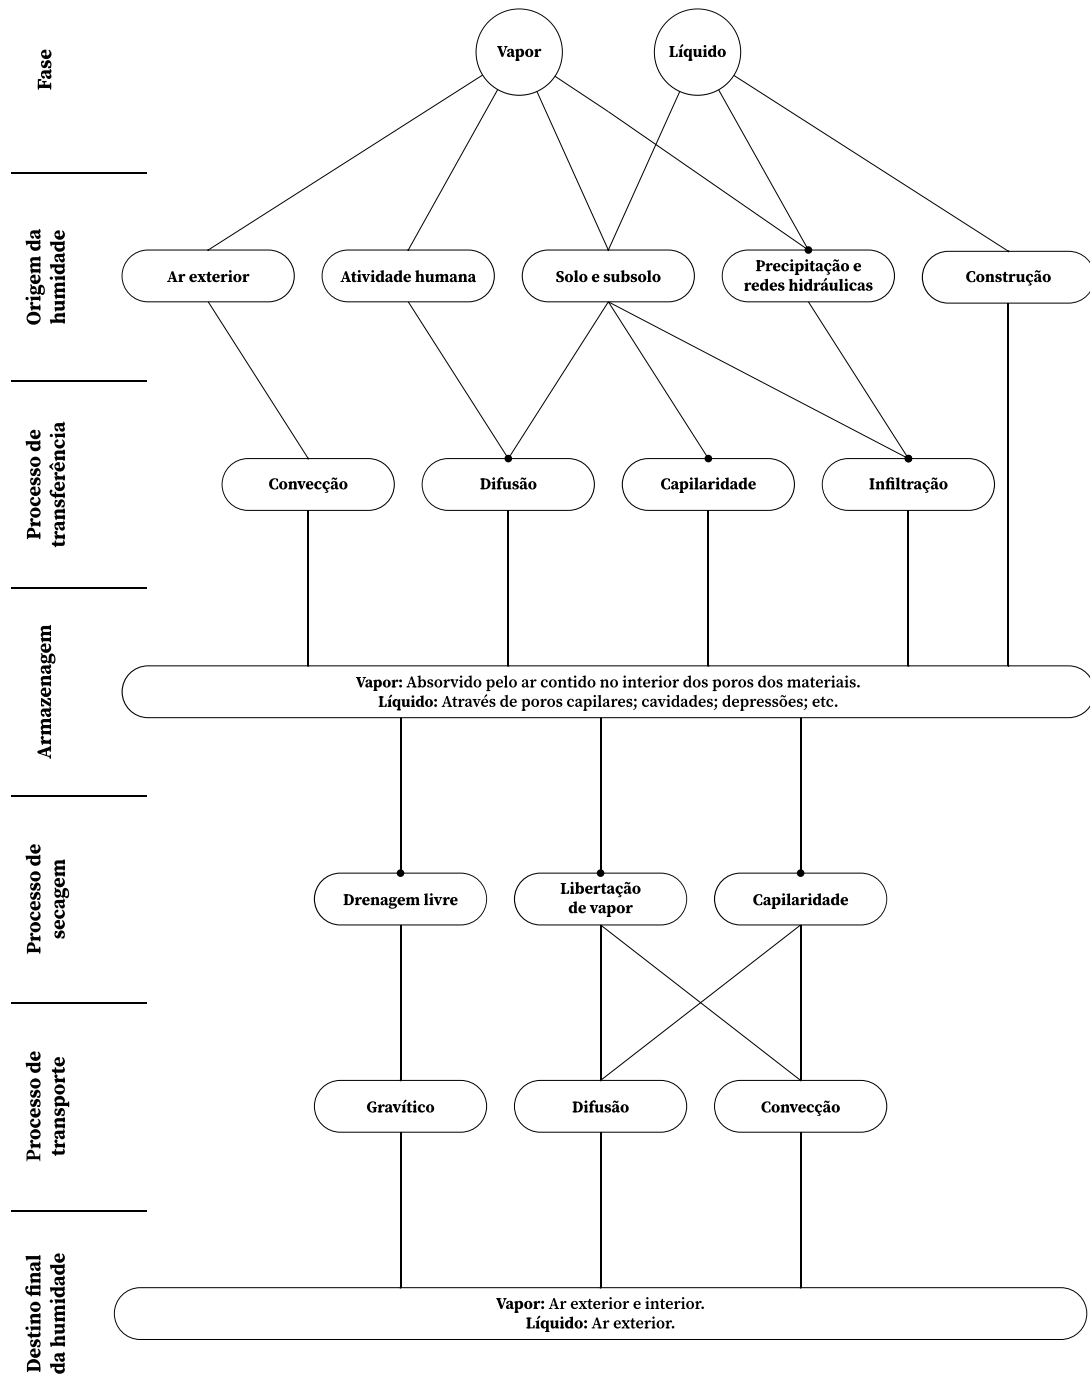 Fase
Vapor
Líquido
Origem da
humidade
Ar exterior
Atividade humana
Solo e subsolo
Precipitação e
redes hidráulicas
Construção
Processo de
transferência
Convecção
Difusão
Capilaridade
Infiltração
Armazenagem
Vapor: Absorvido pelo ar contido no interior dos poros dos materiais.
Líquido: Através de poros capilares; cavidades; depressões; etc.
Processo de
secagem
Drenagem livre
Libertação
de vapor
Capilaridade
Processo de
transporte
Gravítico
Difusão
Convecção
Destino final
da humidade
Vapor: Ar exterior e interior.
Líquido: Ar exterior.